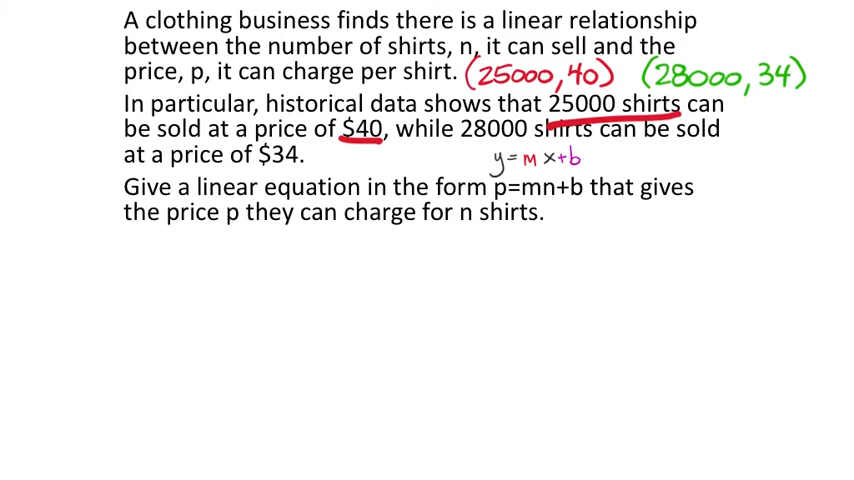 A clothing business finds there is a linear relationship
between the number of shirts, n, it can sell and the
price, p, it can charge per shirt. (25000,40) (28000,34)
In particular, historical data shows that 25000 shirts can
be sold at a price of $40, while 28000 shirts can be sold
at a price of $34. y=mx+b
Give a linear equation in the form p=mn+b that gives
the price p they can charge for n shirts.